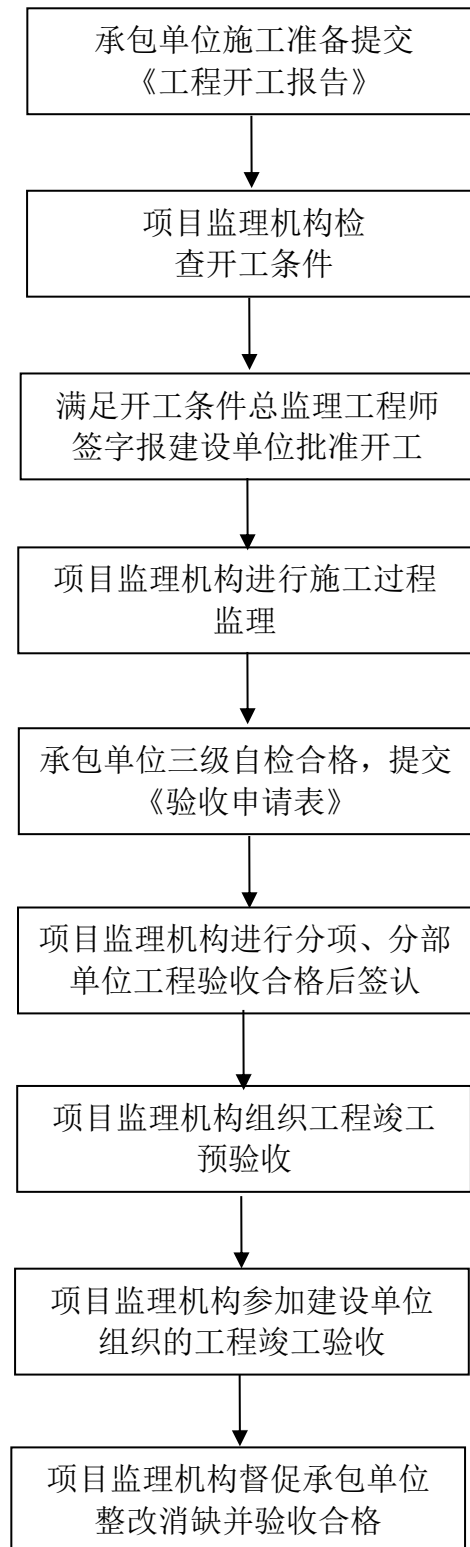 承包单位施工准备提交
《工程开工报告》
项目监理机构检
查开工条件
满足开工条件总监理工程师
签字报建设单位批准开工
项目监理机构进行施工过程
监理
承包单位三级自检合格，提交
《验收申请表》
项目监理机构进行分项、分部
单位工程验收合格后签认
项目监理机构组织工程竣工
预验收
项目监理机构参加建设单位
组织的工程竣工验收
项目监理机构督促承包单位
整改消缺并验收合格